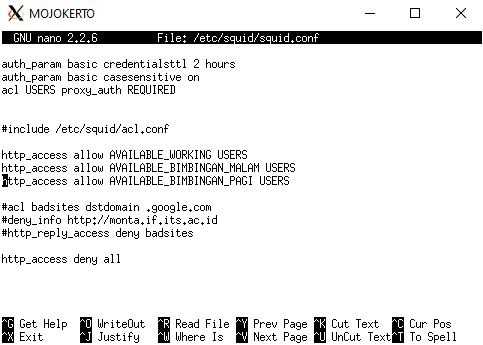 MOJOKERTO
GNU nano 2.2.6 File: /etc/squid/squid.conf
auth_param basic credentialsttl 2 hours
auth_param basic casesensitive on
acl USERS proxy_auth REQUIRED
#include /etc/squid/acl.conf
http_access allow AVAILABLE_WORKING USERS
http_access allow AVAILABLE_BIMBINGAN_MALAM USERS
http_access allow AVAILABLE_BIMBINGAN_PAGI USERS
#acl badsites dstdomain .google.com
#deny_info http://monta.if.its.ac.id
#http_reply_access deny badsites
http_access deny all
^G Get Help ^O WriteOut ^R Read File ^Y Prev Page ^K Cut Text ^C Cur Pos
^X Exit ^J Justify ^W Where Is ^V Next Page ^U UnCut Text ^T To Spell